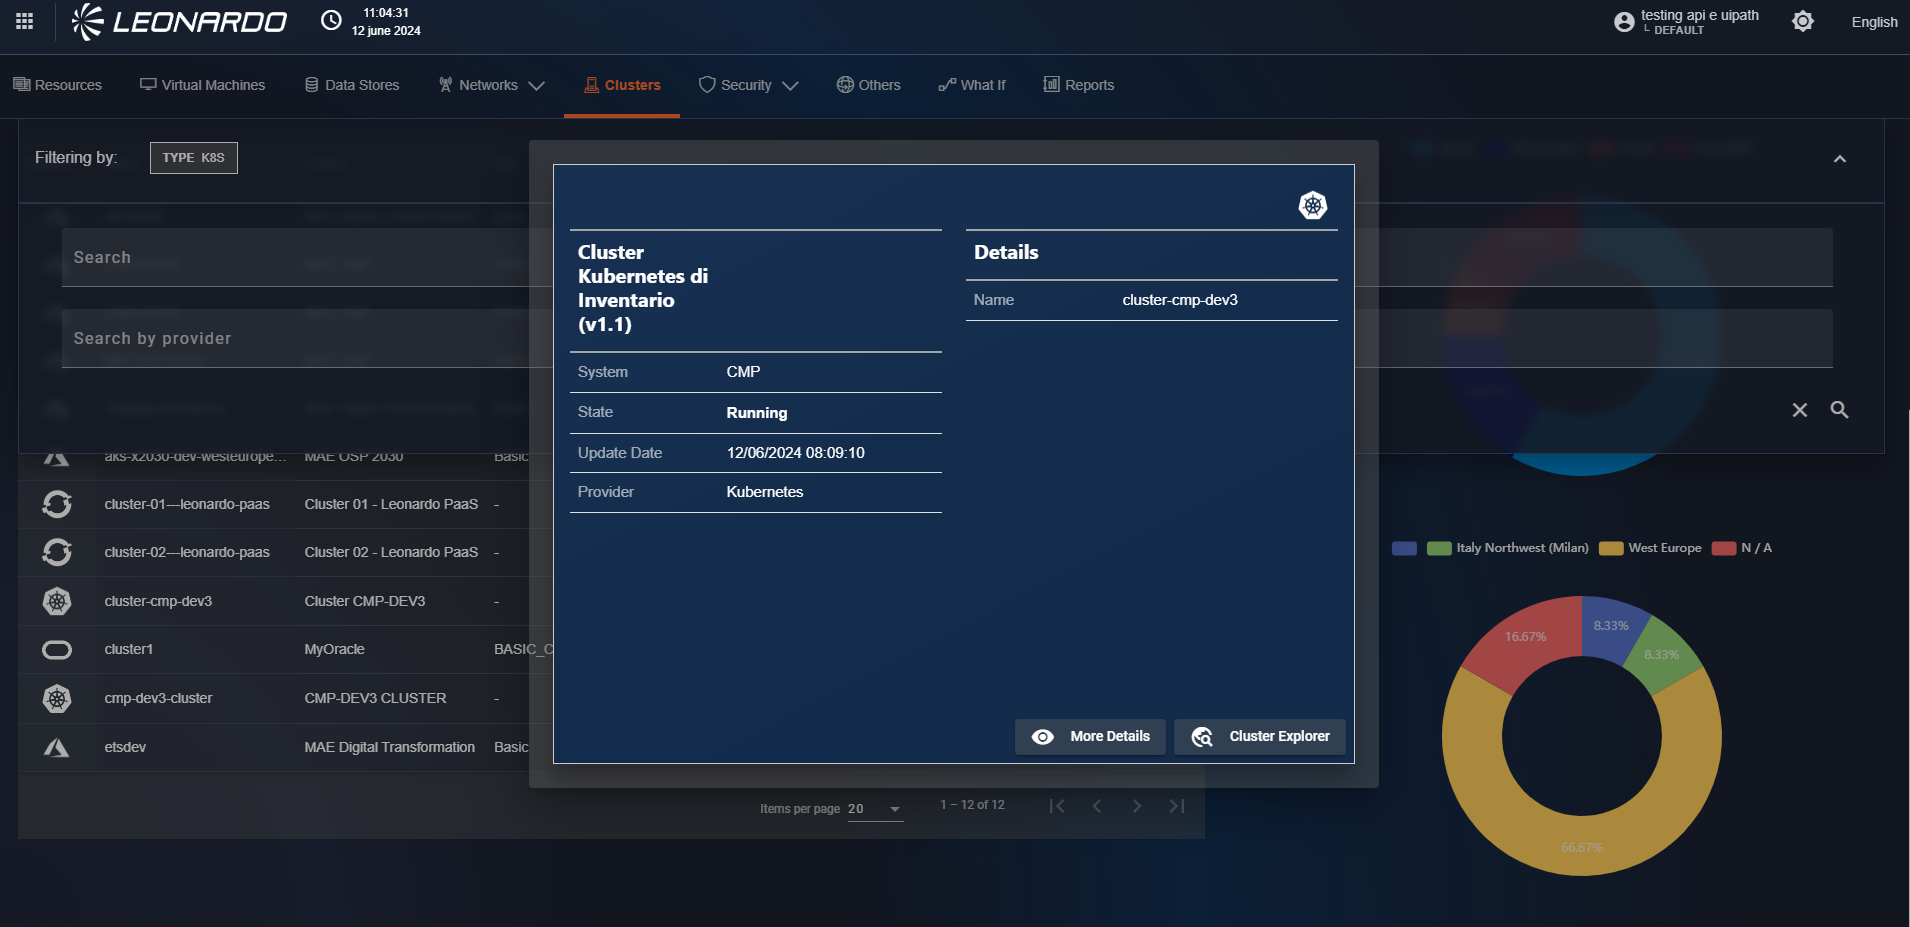 LEONARDO
11:04:31
12 june 2024
testing api e uipath
└ DEFAULT
English
Resources
Virtual Machines
Data Stores
Networks
Clusters
Security
Others
What If
Reports
Filtering by:
TYPE K8S
Search
Search by provider
Cluster
Kubernetes di
Inventario
(v1.1)
System CMP
State Running
Update Date 12/06/2024 08:09:10
Provider Kubernetes
Details
Name cluster-cmp-dev3
More Details
Cluster Explorer
aks-x2030-dev-westeurope... MAE OSP 2030 Basic
cluster-01---leonardo-paas Cluster 01 - Leonardo PaaS -
cluster-02---leonardo-paas Cluster 02 - Leonardo PaaS -
cluster-cmp-dev3 Cluster CMP-DEV3 -
cluster1 MyOracle BASIC_C
cmp-dev3-cluster CMP-DEV3 CLUSTER -
etsdev MAE Digital Transformation Basic
Items per page 20
1 – 12 of 12
Italy Northwest (Milan) West Europe N / A
16.67%
8.33%
8.33%
66.67%